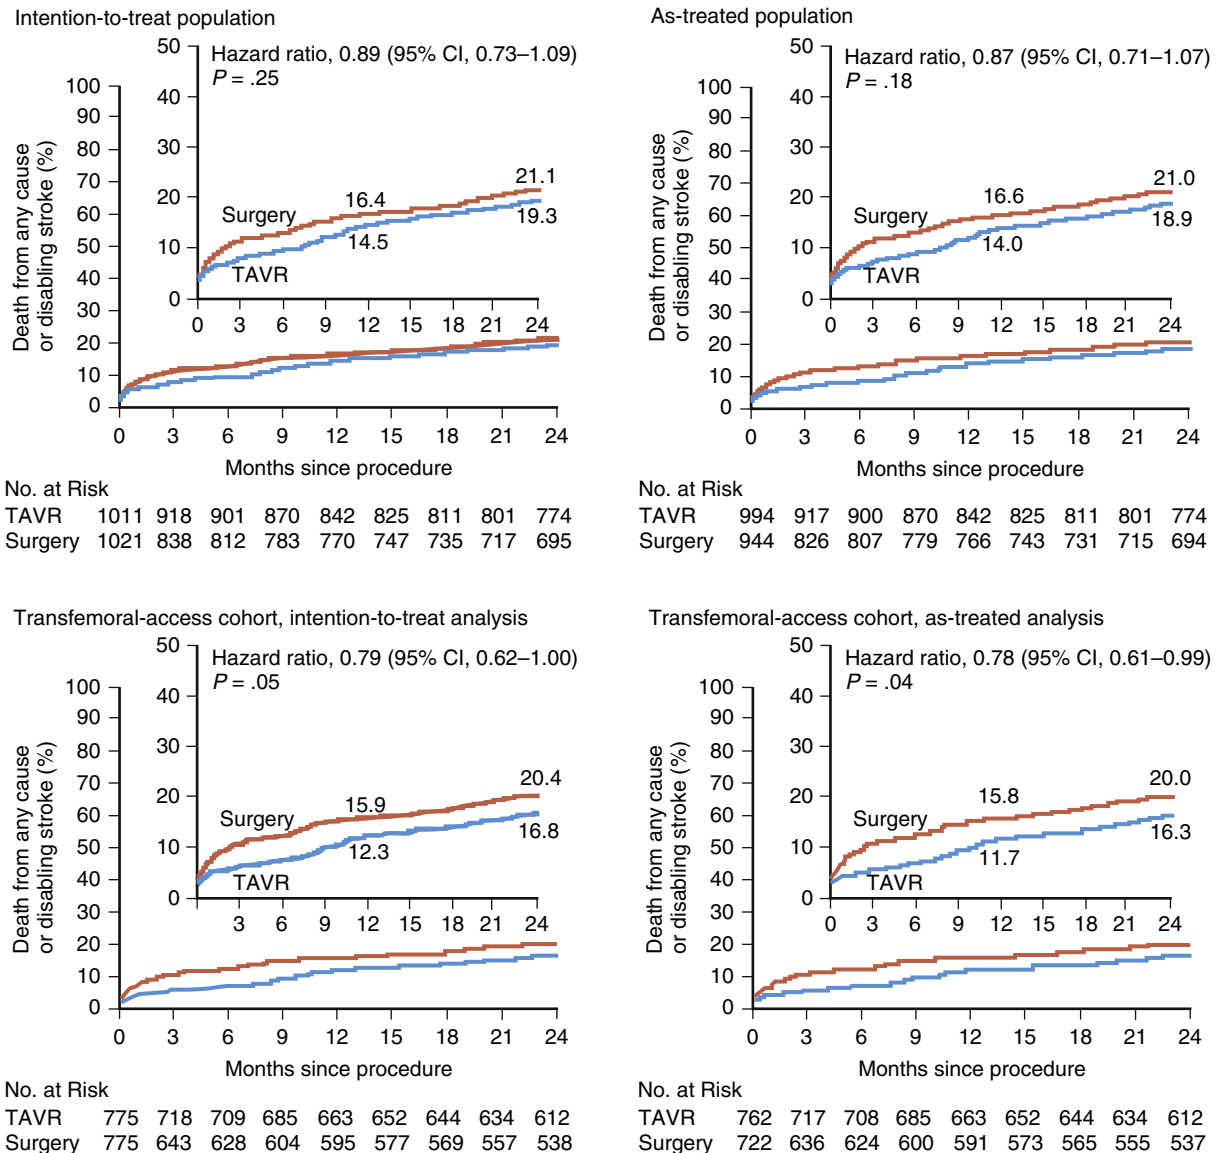 Intention-to-treat population
Hazard ratio, 0.89 (95% CI, 0.73–1.09)
P = .25
Death from any cause
or disabling stroke (%)
100
90
80
70
60
50
40
30
20
10
0
50
40
30
20
10
0
Surgery
TAVR
16.4
14.5
21.1
19.3
0 3 6 9 12 15 18 21 24
0 3 6 9 12 15 18 21 24
Months since procedure
No. at Risk
TAVR 1011 918 901 870 842 825 811 801 774
Surgery 1021 838 812 783 770 747 735 717 695
As-treated population
Hazard ratio, 0.87 (95% CI, 0.71–1.07)
P = .18
Death from any cause
or disabling stroke (%)
100
90
80
70
60
50
40
30
20
10
0
50
40
30
20
10
0
Surgery
TAVR
16.6
14.0
21.0
18.9
0 3 6 9 12 15 18 21 24
0 3 6 9 12 15 18 21 24
Months since procedure
No. at Risk
TAVR 994 917 900 870 842 825 811 801 774
Surgery 944 826 807 779 766 743 731 715 694
Transfemoral-access cohort, intention-to-treat analysis
Hazard ratio, 0.79 (95% CI, 0.62–1.00)
P = .05
Death from any cause
or disabling stroke (%)
100
90
80
70
60
50
40
30
20
10
0
50
40
30
20
10
0
Surgery
TAVR
15.9
12.3
20.4
16.8
3 6 9 12 15 18 21 24
0 3 6 9 12 15 18 21 24
Months since procedure
No. at Risk
TAVR 775 718 709 685 663 652 644 634 612
Surgery 775 643 628 604 595 577 569 557 538
Transfemoral-access cohort, as-treated analysis
Hazard ratio, 0.78 (95% CI, 0.61–0.99)
P = .04
Death from any cause
or disabling stroke (%)
100
90
80
70
60
50
40
30
20
10
0
50
40
30
20
10
0
Surgery
TAVR
15.8
11.7
20.0
16.3
0 3 6 9 12 15 18 21 24
0 3 6 9 12 15 18 21 24
Months since procedure
No. at Risk
TAVR 762 717 708 685 663 652 644 634 612
Surgery 722 636 624 600 591 573 565 555 537